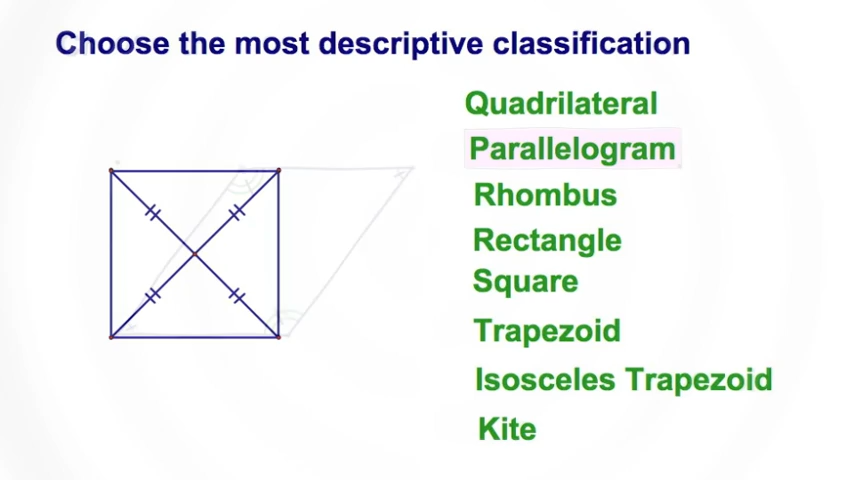 Choose the most descriptive classification
Quadrilateral
Parallelogram
Rhombus
Rectangle
Square
Trapezoid
Isosceles Trapezoid
Kite